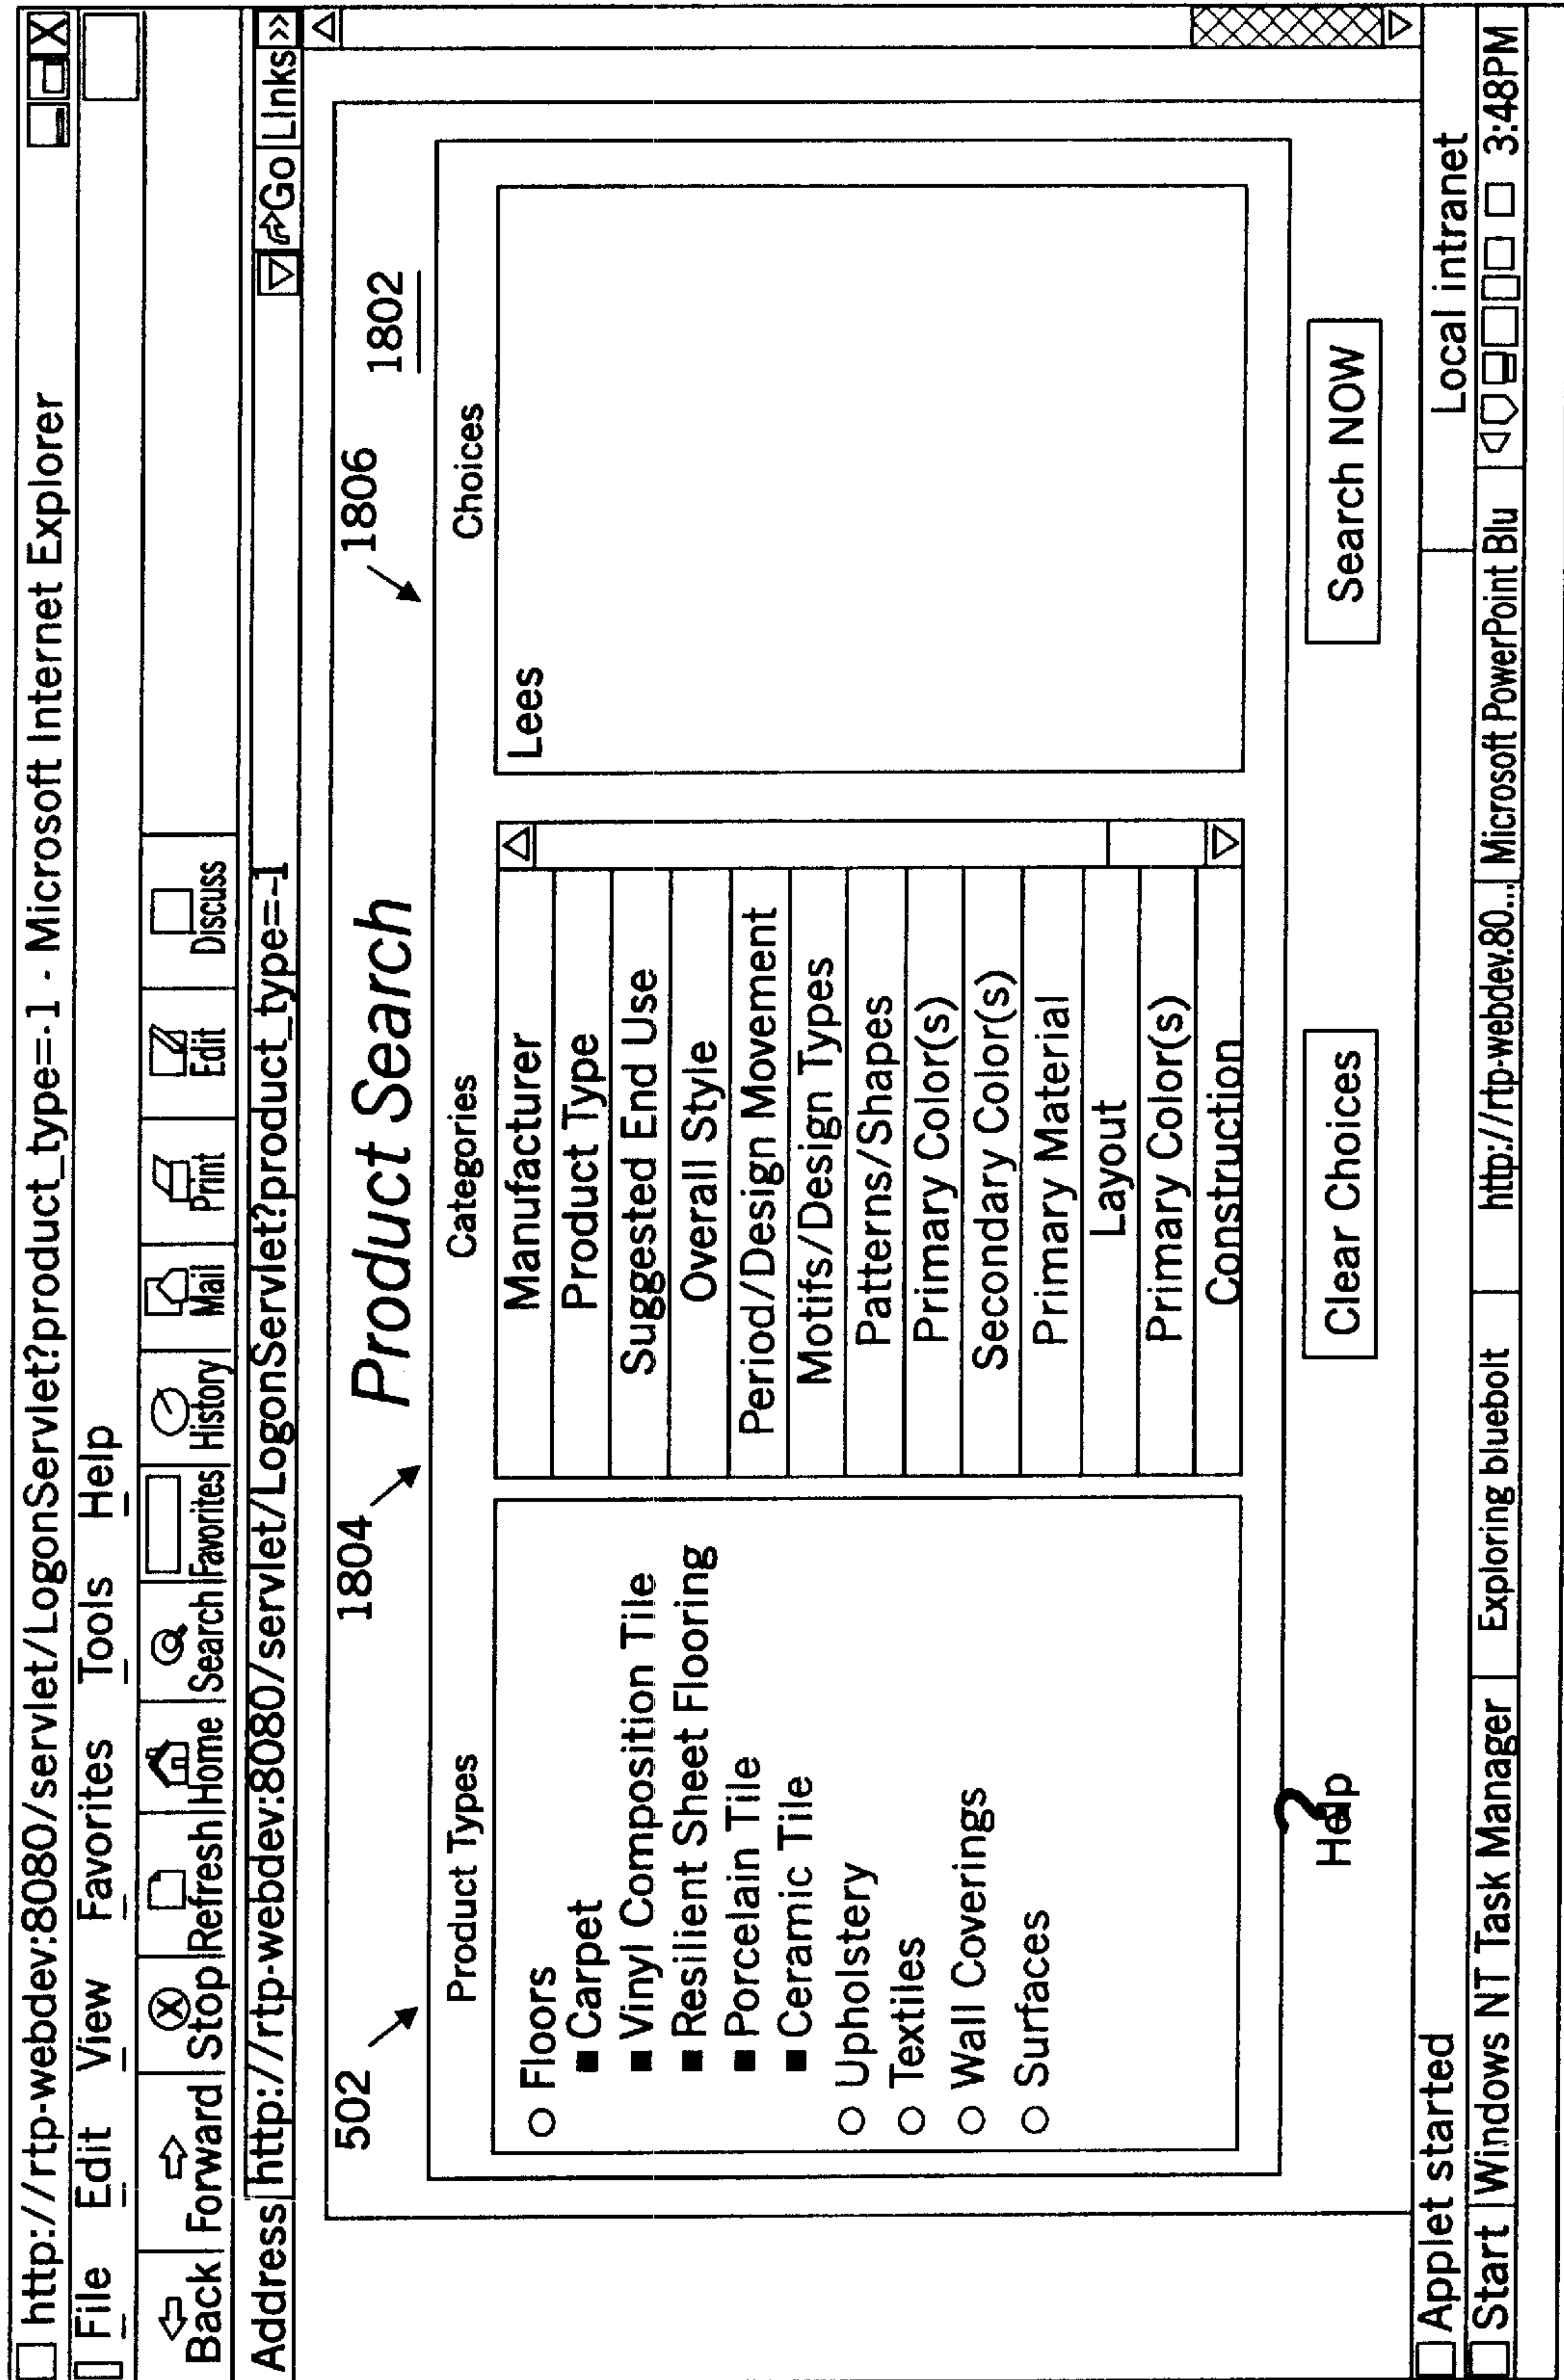 http://rtp-webdev:8080/servlet/LogonServlet?product_type=-1 - Microsoft Internet Explorer
File Edit View Favorites Tools Help
Back Forward Stop Refresh Home Search Favorites History Mail Print Edit Discuss
Address http://rtp-webdev:8080/servlet/LogonServlet?product_type=-1 Go Links >>
502 1804 Product Search 1806 1802
Product Types
Floors
Carpet
Vinyl Composition Tile
Resilient Sheet Flooring
Porcelain Tile
Ceramic Tile
Upholstery
Textiles
Wall Coverings
Surfaces
Categories
Manufacturer
Product Type
Suggested End Use
Overall Style
Period/Design Movement
Motifs/Design Types
Patterns/Shapes
Primary Color(s)
Secondary Color(s)
Primary Material
Layout
Primary Color(s)
Construction
Choices
Lees
?
Help Clear Choices Search NOW
Applet started Local intranet
Start Windows NT Task Manager Exploring bluebolt http://rtp-webdev.80... Microsoft PowerPoint Blu 3:48PM